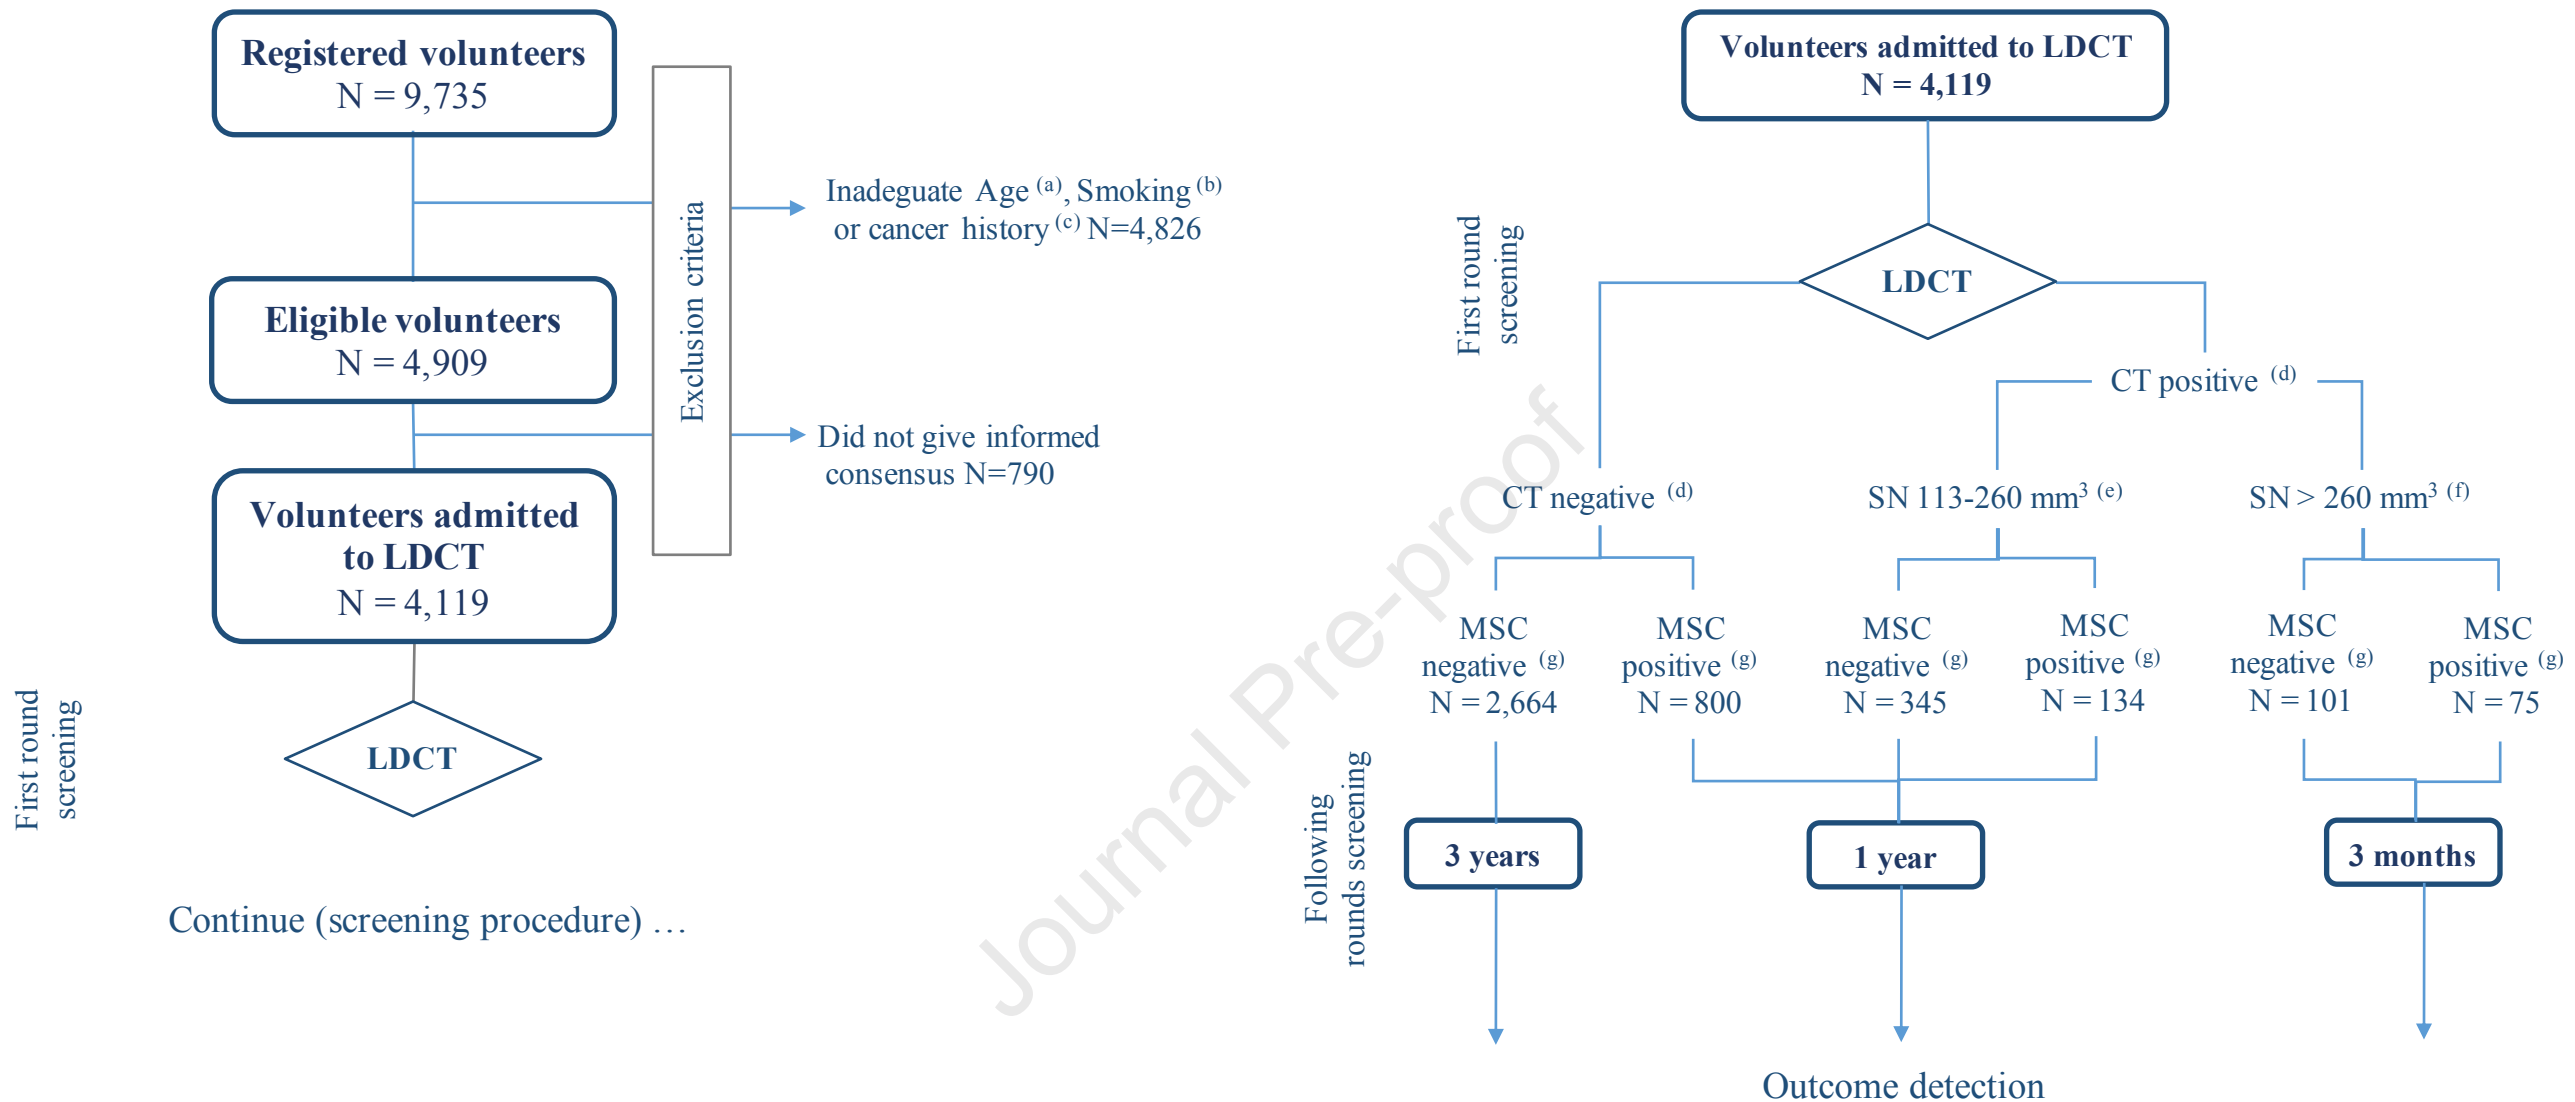 Registered volunteers
N = 9,735
Exclusion criteria
Inadequate Age (a), Smoking (b)
or cancer history (c) N=4,826
Eligible volunteers
N = 4,909
Did not give informed
consensus N=790
Volunteers admitted
to LDCT
N = 4,119
First round
screening
LDCT
Continue (screening procedure) …
Volunteers admitted to LDCT
N = 4,119
First round
screening
LDCT
CT positive (d)
CT negative (d)
SN 113-260 mm³ (e)
SN > 260 mm³ (f)
MSC
negative (g)
N = 2,664
MSC
positive (g)
N = 800
MSC
negative (g)
N = 345
MSC
positive (g)
N = 134
MSC
negative (g)
N = 101
MSC
positive (g)
N = 75
Following
rounds screening
3 years
1 year
3 months
Outcome detection
Journal Pre-proof